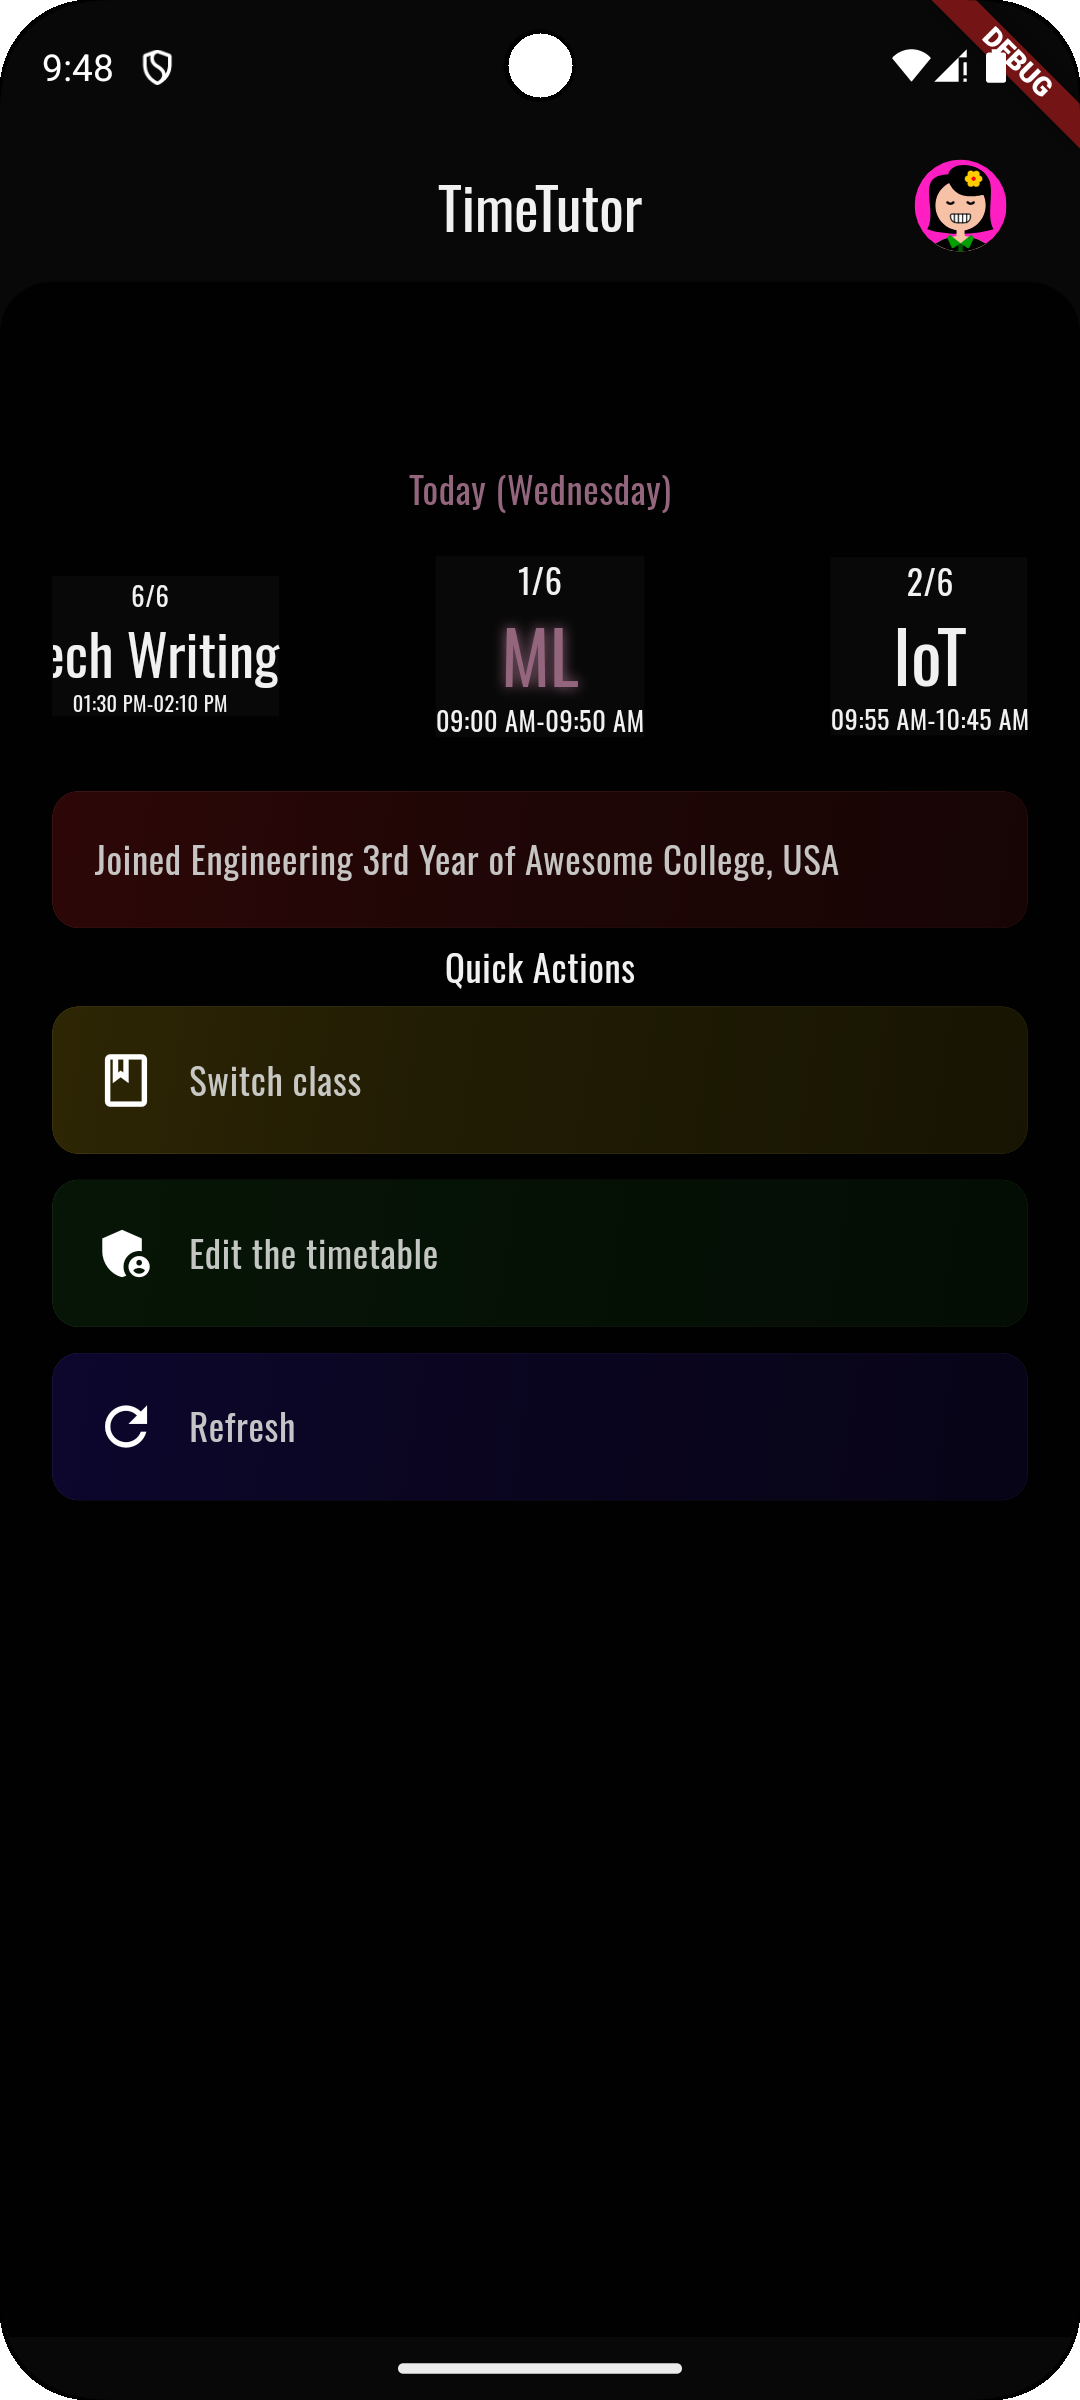 9:48
DEBUG
TimeTutor
Today (Wednesday)
6/6
ech Writing
01:30 PM-02:10 PM
1/6
ML
09:00 AM-09:50 AM
2/6
IoT
09:55 AM-10:45 AM
Joined Engineering 3rd Year of Awesome College, USA
Quick Actions
Switch class
Edit the timetable
Refresh